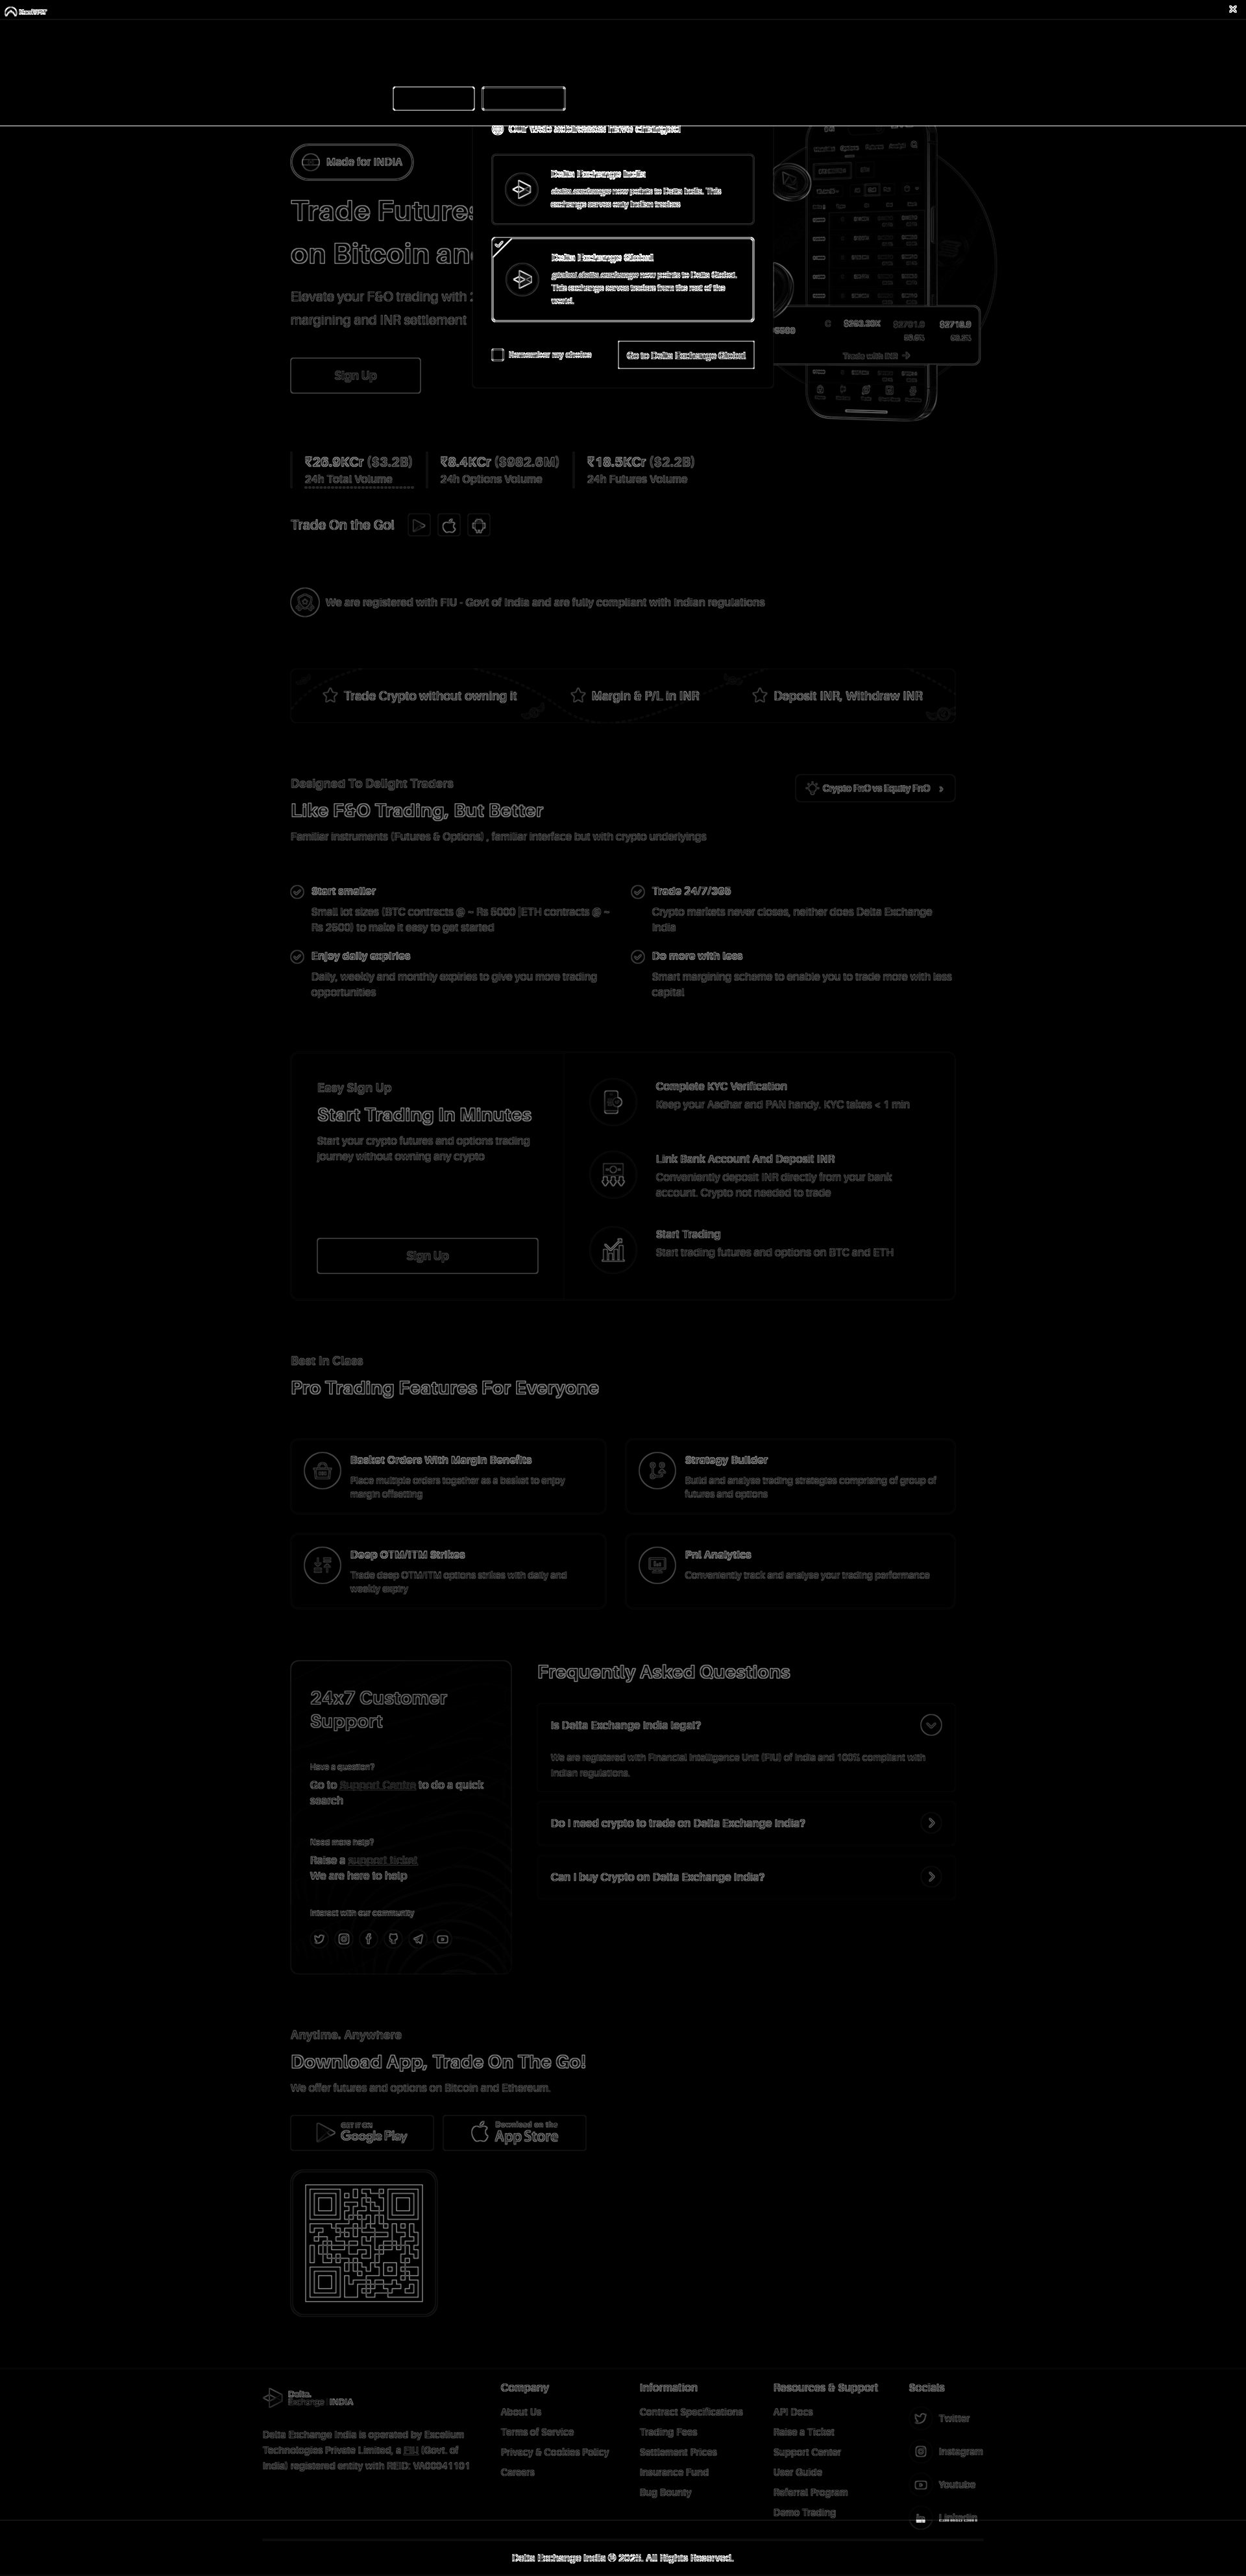 Our web addresses have changed
Delta Exchange India
delta.exchange now points to Delta India. This
exchange serves only Indian traders
Delta Exchange Global
global.delta.exchange now points to Delta Global.
This exchange serves traders from the rest of the
world.
Remember my choice
Go to Delta Exchange Global
Made for INDIA
Trade Futures
on Bitcoin an
Elevate your F&O trading with
margining and INR settlement
Sign Up
Trade with INR
₹26.9KCr ($3.2B)
24h Total Volume
₹8.4KCr ($982.6M)
24h Options Volume
₹18.5KCr ($2.2B)
24h Futures Volume
Trade On the Go!
We are registered with FIU - Govt of India and are fully compliant with Indian regulations
Trade Crypto without owning it
Margin & P/L in INR
Deposit INR, Withdraw INR
Designed To Delight Traders
Like F&O Trading, But Better
Familiar instruments (Futures & Options) , familiar interface but with crypto underlyings
Crypto FnO vs Equity FnO
Start smaller
Small lot sizes (BTC contracts @ ~ Rs 5000 |ETH contracts @ ~
Rs 2500) to make it easy to get started
Trade 24/7/365
Crypto markets never closes, neither does Delta Exchange
India
Enjoy daily expiries
Daily, weekly and monthly expiries to give you more trading
opportunities
Do more with less
Smart margining scheme to enable you to trade more with less
capital
Easy Sign Up
Start Trading In Minutes
Start your crypto futures and options trading
journey without owning any crypto
Sign Up
Complete KYC Verification
Keep your Aadhar and PAN handy. KYC takes < 1 min
Link Bank Account And Deposit INR
Conveniently deposit INR directly from your bank
account. Crypto not needed to trade
Start Trading
Start trading futures and options on BTC and ETH
Best In Class
Pro Trading Features For Everyone
Basket Orders With Margin Benefits
Place multiple orders together as a basket to enjoy
margin offsetting
Strategy Builder
Build and analyse trading strategies comprising of group of
futures and options
Deep OTM/ITM Strikes
Trade deep OTM/ITM options strikes with daily and
weekly expiry
Pnl Analytics
Conveniently track and analyse your trading performance
24x7 Customer
Support
Have a question?
Go to Support Centre to do a quick
search
Need more help?
Raise a support ticket
We are here to help
Interact with our community
Frequently Asked Questions
Is Delta Exchange India legal?
We are registered with Financial Intelligence Unit (FIU) of India and 100% compliant with
Indian regulations.
Do I need crypto to trade on Delta Exchange India?
Can I buy Crypto on Delta Exchange India?
Anytime. Anywhere
Download App, Trade On The Go!
We offer futures and options on Bitcoin and Ethereum.
GET IT ON
Google Play
Download on the
App Store
Delta.
Exchange INDIA
Delta Exchange India is operated by Excellum
Technologies Private Limited, a FIU (Govt. of
India) registered entity with REID: VA00041101
Company
About Us
Terms of Service
Privacy & Cookies Policy
Careers
Information
Contract Specifications
Trading Fees
Settlement Prices
Insurance Fund
Bug Bounty
Resources & Support
API Docs
Raise a Ticket
Support Center
User Guide
Referral Program
Demo Trading
Socials
Twitter
Instagram
Youtube
LinkedIn
Delta Exchange India © 2025. All Rights Reserved.